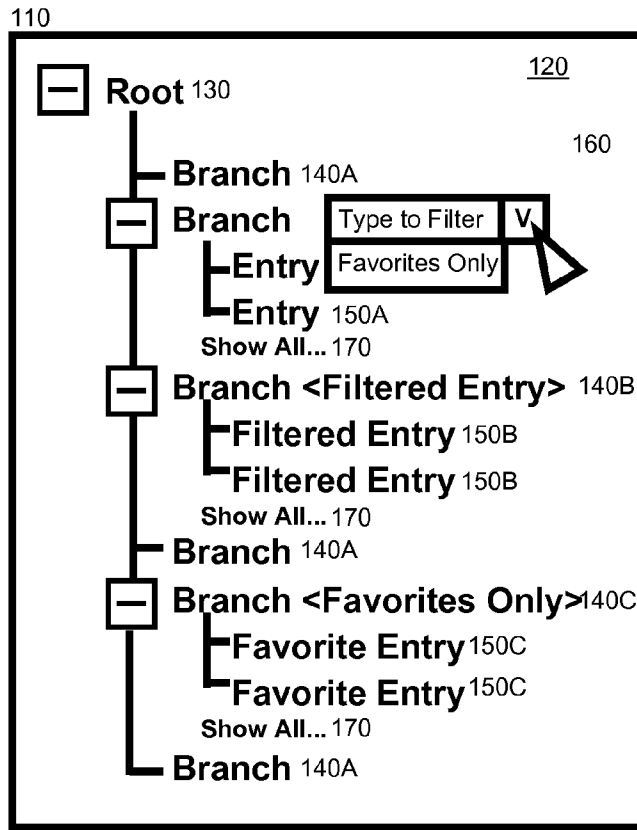 110
120
Root 130
160
Branch 140A
Branch Type to Filter V
Entry Favorites Only
Entry 150A
Show All... 170
Branch <Filtered Entry> 140B
Filtered Entry 150B
Filtered Entry 150B
Show All... 170
Branch 140A
Branch <Favorites Only> 140C
Favorite Entry 150C
Favorite Entry 150C
Show All... 170
Branch 140A